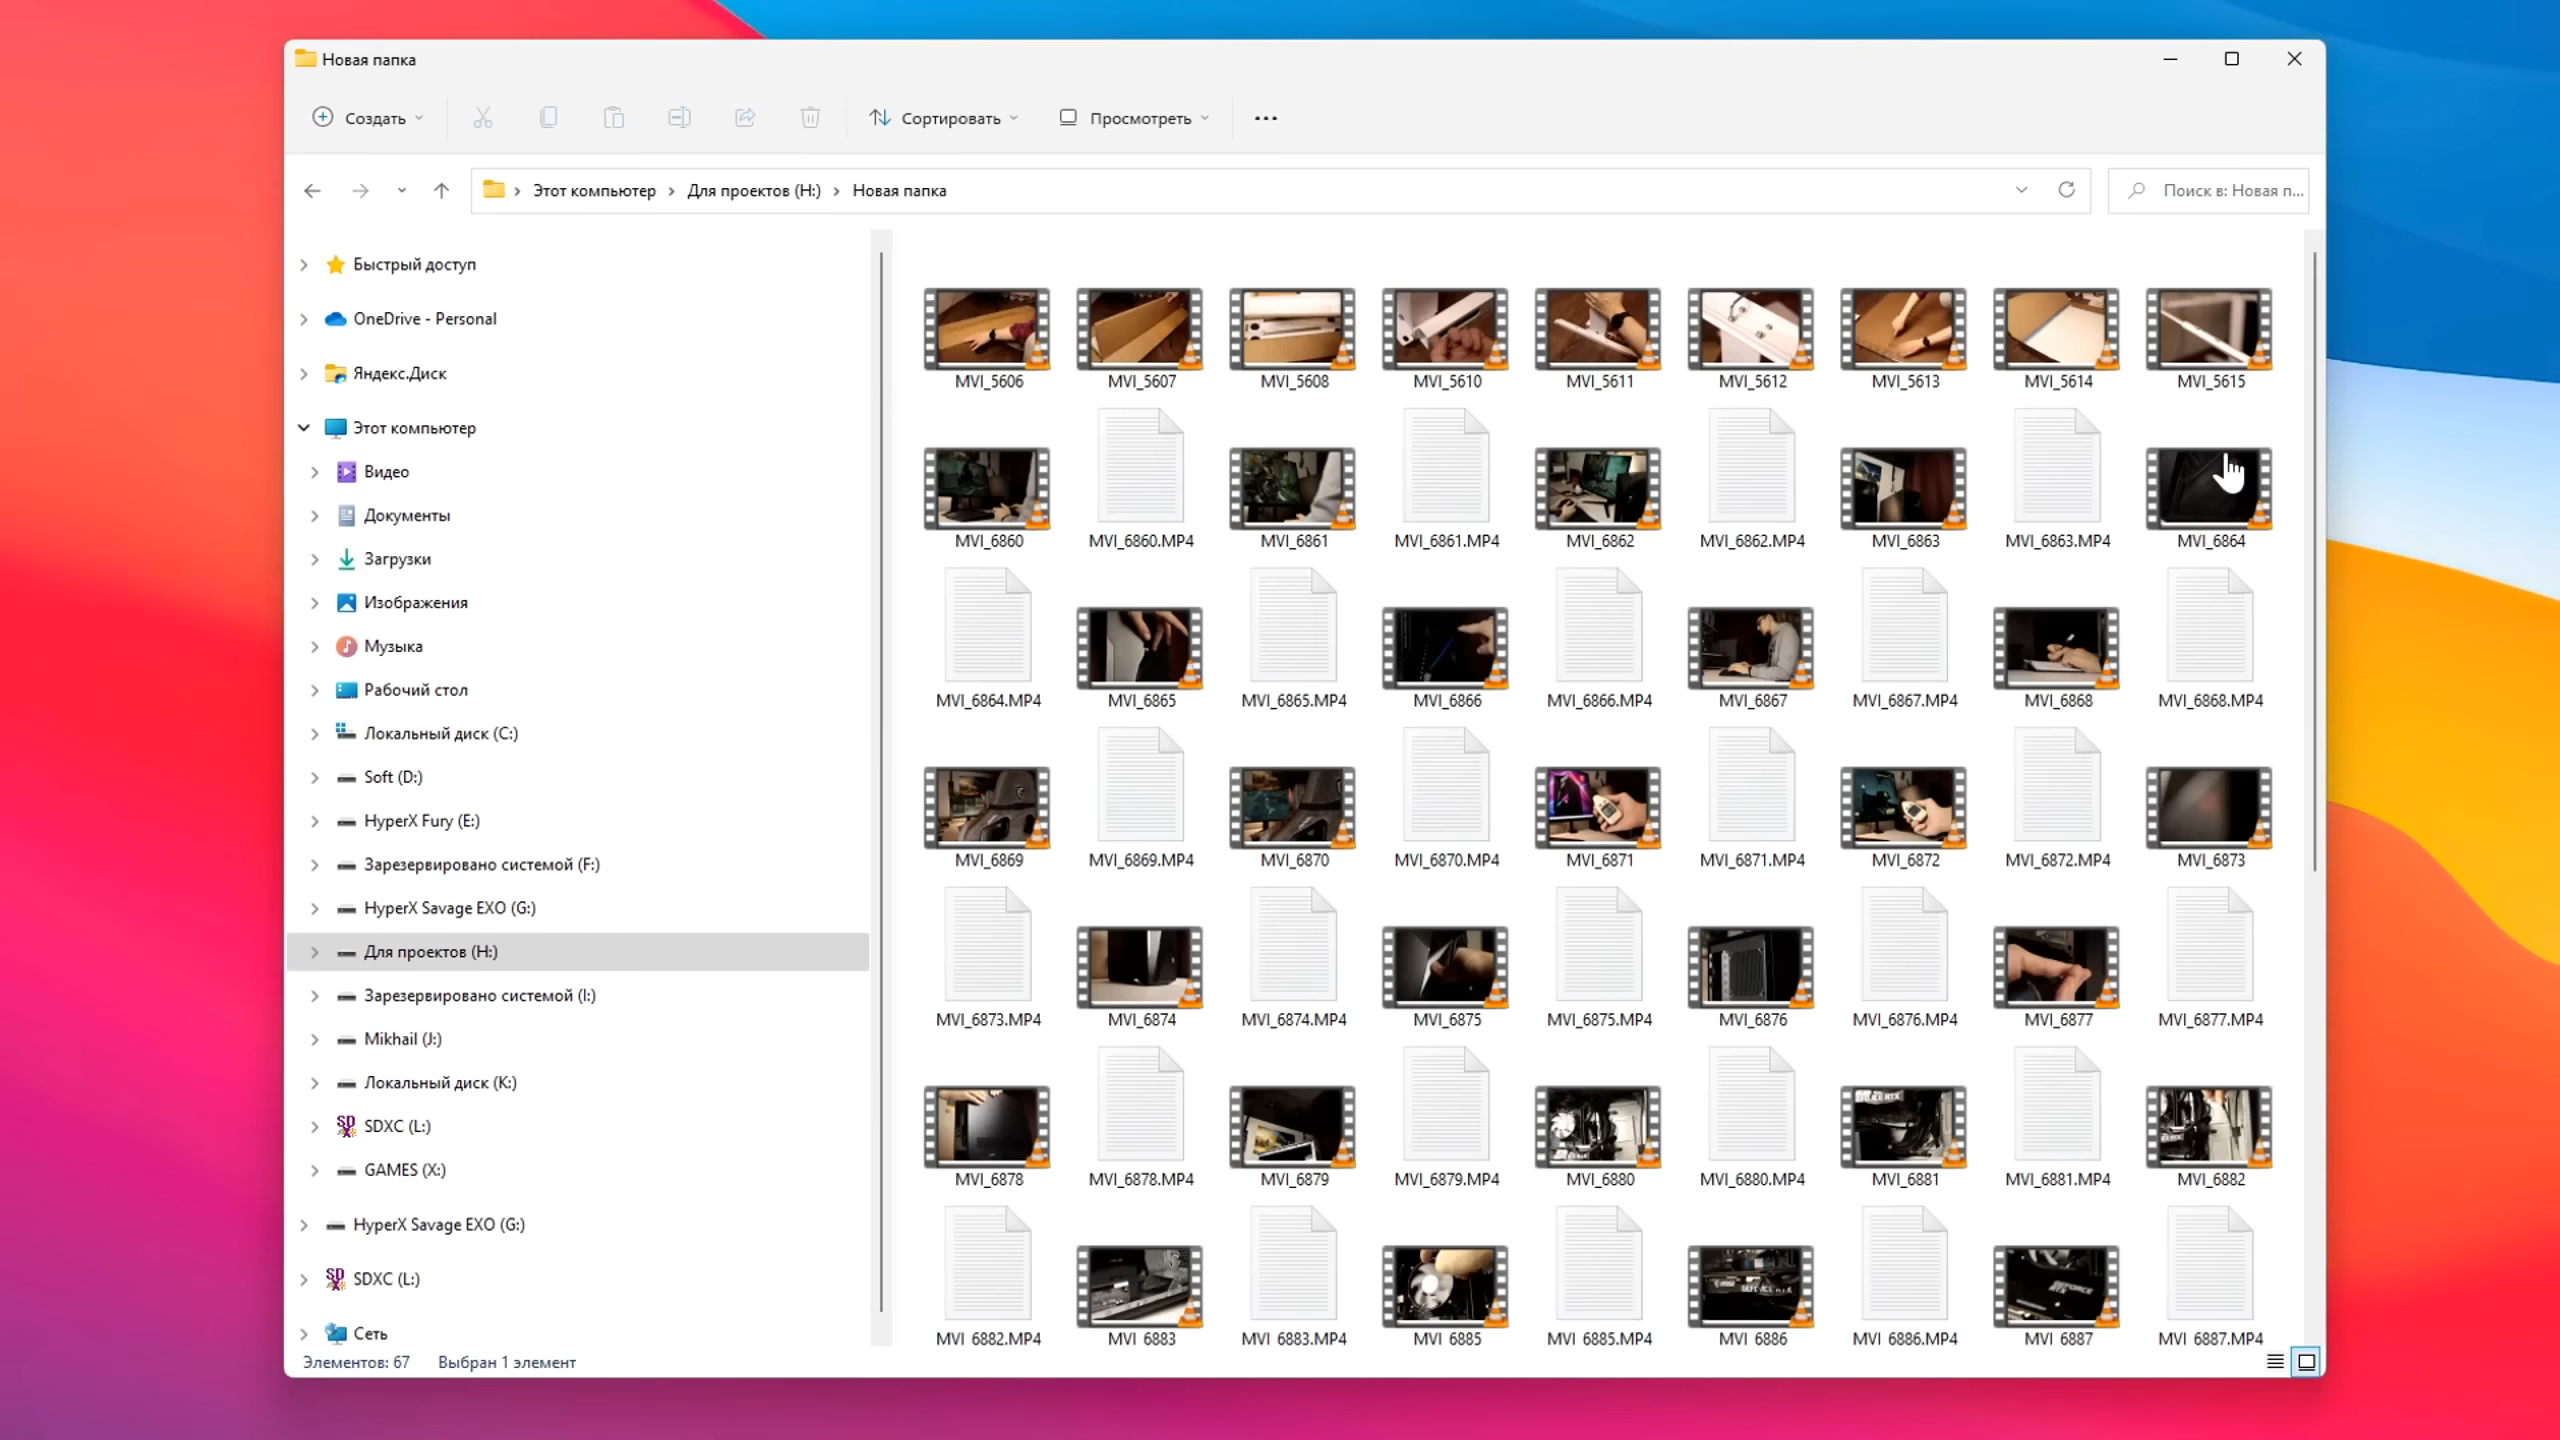 Новая папка
Создать
Сортировать
Просмотреть
Этот компьютер
Для проектов (H:)
Новая папка
Поиск в: Новая п...
Быстрый доступ
OneDrive - Personal
Яндекс.Диск
Этот компьютер
Видео
Документы
Загрузки
Изображения
Музыка
Рабочий стол
Локальный диск (C:)
Soft (D:)
HyperX Fury (E:)
Зарезервировано системой (F:)
HyperX Savage EXO (G:)
Для проектов (H:)
Зарезервировано системой (I:)
Mikhail (J:)
Локальный диск (K:)
SDXC (L:)
GAMES (X:)
HyperX Savage EXO (G:)
SDXC (L:)
Сеть
MVI_5606 MVI_5607 MVI_5608 MVI_5610 MVI_5611 MVI_5612 MVI_5613 MVI_5614 MVI_5615
MVI_6860 MVI_6860.MP4 MVI_6861 MVI_6861.MP4 MVI_6862 MVI_6862.MP4 MVI_6863 MVI_6863.MP4 MVI_6864
MVI_6864.MP4 MVI_6865 MVI_6865.MP4 MVI_6866 MVI_6866.MP4 MVI_6867 MVI_6867.MP4 MVI_6868 MVI_6868.MP4
MVI_6869 MVI_6869.MP4 MVI_6870 MVI_6870.MP4 MVI_6871 MVI_6871.MP4 MVI_6872 MVI_6872.MP4 MVI_6873
MVI_6873.MP4 MVI_6874 MVI_6874.MP4 MVI_6875 MVI_6875.MP4 MVI_6876 MVI_6876.MP4 MVI_6877 MVI_6877.MP4
MVI_6878 MVI_6878.MP4 MVI_6879 MVI_6879.MP4 MVI_6880 MVI_6880.MP4 MVI_6881 MVI_6881.MP4 MVI_6882
MVI_6882.MP4 MVI_6883 MVI_6883.MP4 MVI_6885 MVI_6885.MP4 MVI_6886 MVI_6886.MP4 MVI_6887 MVI_6887.MP4
Элементов: 67
Выбран 1 элемент